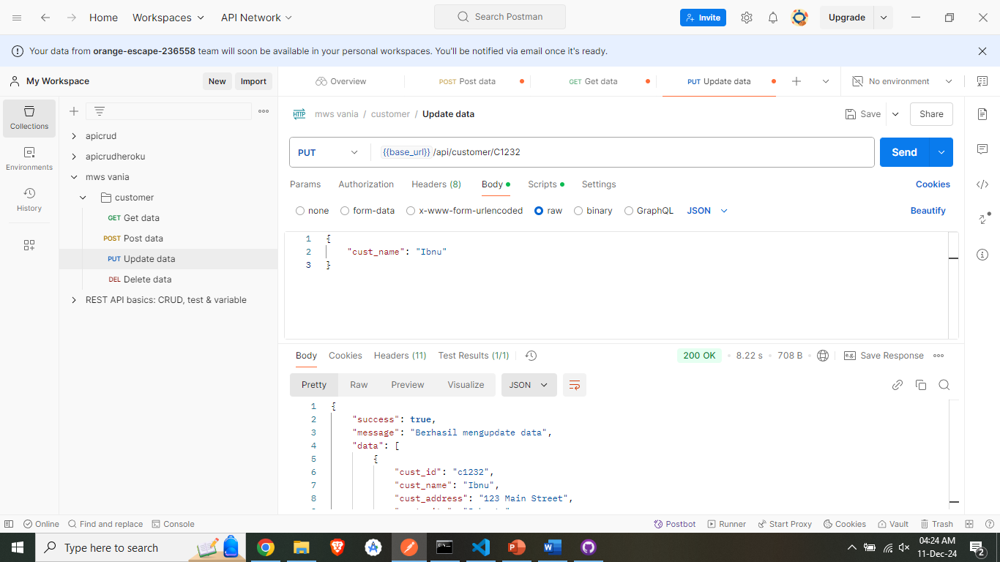 Home Workspaces API Network Search Postman Invite Upgrade
Your data from orange-escape-236558 team will soon be available in your personal workspaces. You'll be notified via email once it's ready.
My Workspace New Import Overview POST Post data GET Get data PUT Update data No environment
Collections
Environments
History
apicrud
apicrudheroku
mws vania
customer
GET Get data
POST Post data
PUT Update data
DEL Delete data
REST API basics: CRUD, test & variable
HTTP mws vania / customer / Update data Save Share
PUT {{base_url}}/api/customer/C1232 Send
Params Authorization Headers (8) Body Scripts Settings Cookies
none form-data x-www-form-urlencoded raw binary GraphQL JSON Beautify
1 {
2 "cust_name": "Ibnu"
3 }
Body Cookies Headers (11) Test Results (1/1) 200 OK 8.22 s 708 B e.g. Save Response
Pretty Raw Preview Visualize JSON
1 {
2 "success": true,
3 "message": "Berhasil mengupdate data",
4 "data": [
5 {
6 "cust_id": "c1232",
7 "cust_name": "Ibnu",
8 "cust_address": "123 Main Street",
Online Find and replace Console Postbot Runner Start Proxy Cookies Vault Trash
Type here to search
04:24 AM
11-Dec-24
2